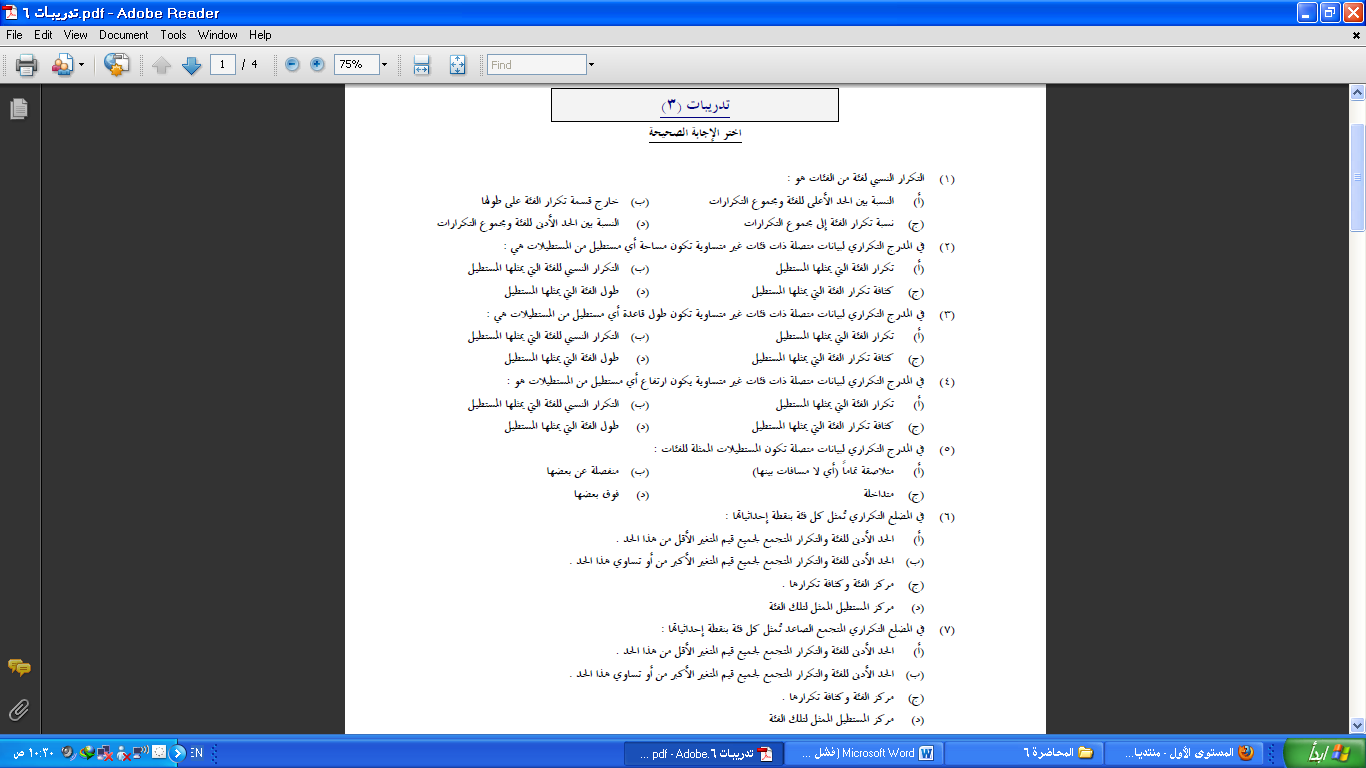 تدريبات ٦.pdf - Adobe Reader
File Edit View Document Tools Window Help
1 / 4 75% Find
تدريبات (٣)
اختر الإجابة الصحيحة
(١) التكرار النسبي لفئة من الفئات هو :
(أ) النسبة بين الحد الأعلى للفئة ومجموع التكرارات (ب) خارج قسمة تكرار الفئة على طولها
(ج) نسبة تكرار الفئة إلى مجموع التكرارات (د) النسبة بين الحد الأدنى للفئة ومجموع التكرارات
(٢) في المدرج التكراري لبيانات متصلة ذات فئات غير متساوية تكون مساحة أي مستطيل من المستطيلات هي :
(أ) تكرار الفئة التي يمثلها المستطيل (ب) التكرار النسبي للفئة التي يمثلها المستطيل
(ج) كثافة تكرار الفئة التي يمثلها المستطيل (د) طول الفئة التي يمثلها المستطيل
(٣) في المدرج التكراري لبيانات متصلة ذات فئات غير متساوية تكون طول قاعدة أي مستطيل من المستطيلات هي :
(أ) تكرار الفئة التي يمثلها المستطيل (ب) التكرار النسبي للفئة التي يمثلها المستطيل
(ج) كثافة تكرار الفئة التي يمثلها المستطيل (د) طول الفئة التي يمثلها المستطيل
(٤) في المدرج التكراري لبيانات متصلة ذات فئات غير متساوية يكون ارتفاع أي مستطيل من المستطيلات هو :
(أ) تكرار الفئة التي يمثلها المستطيل (ب) التكرار النسبي للفئة التي يمثلها المستطيل
(ج) كثافة تكرار الفئة التي يمثلها المستطيل (د) طول الفئة التي يمثلها المستطيل
(٥) في المدرج التكراري لبيانات متصلة تكون المستطيلات الممثلة للفئات :
(أ) متلاصقة تماماً (أي لا مسافات بينها) (ب) منفصلة عن بعضها
(ج) متداخلة (د) فوق بعضها
(٦) في المضلع التكراري تُمثل كل فئة بنقطة إحداثياتها :
(أ) الحد الأدنى للفئة والتكرار المتجمع لجميع قيم المتغير الأقل من هذا الحد .
(ب) الحد الأدنى للفئة والتكرار المتجمع لجميع قيم المتغير الأكبر من أو تساوي هذا الحد .
(ج) مركز الفئة وكثافة تكرارها .
(د) مركز المستطيل الممثل لتلك الفئة
(٧) في المضلع التكراري المتجمع الصاعد تُمثل كل فئة بنقطة إحداثياتها :
(أ) الحد الأدنى للفئة والتكرار المتجمع لجميع قيم المتغير الأقل من هذا الحد .
(ب) الحد الأدنى للفئة والتكرار المتجمع لجميع قيم المتغير الأكبر من أو تساوي هذا الحد .
(ج) مركز الفئة وكثافة تكرارها .
(د) مركز المستطيل الممثل لتلك الفئة
ابدأ المستوى الأول - منتديا... المحاضرة ٦ Microsoft Word (فشل ... تدريبات ٦.pdf - Adobe ... EN ١٠:٣٠ ص